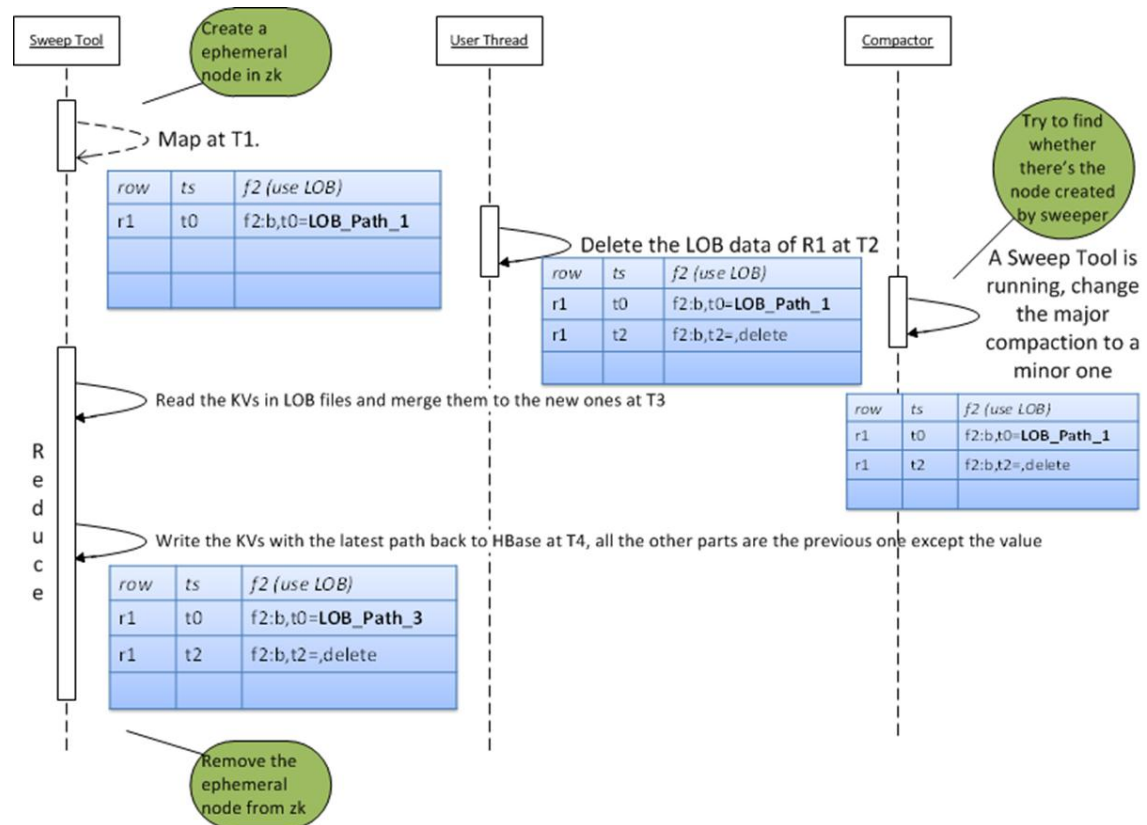 Sweep Tool
User Thread
Compactor
Create a
ephemeral
node in zk
Map at T1.
row ts f2 (use LOB)
r1 t0 f2:b,t0=LOB_Path_1
Try to find
whether
there's the
node created
by sweeper
Delete the LOB data of R1 at T2
row ts f2 (use LOB)
r1 t0 f2:b,t0=LOB_Path_1
r1 t2 f2:b,t2=,delete
A Sweep Tool is
running, change
the major
compaction to a
minor one
row ts f2 (use LOB)
r1 t0 f2:b,t0=LOB_Path_1
r1 t2 f2:b,t2=,delete
R
e
d
u
c
e
Read the KVs in LOB files and merge them to the new ones at T3
Write the KVs with the latest path back to HBase at T4, all the other parts are the previous one except the value
row ts f2 (use LOB)
r1 t0 f2:b,t0=LOB_Path_3
r1 t2 f2:b,t2=,delete
Remove the
ephemeral
node from zk